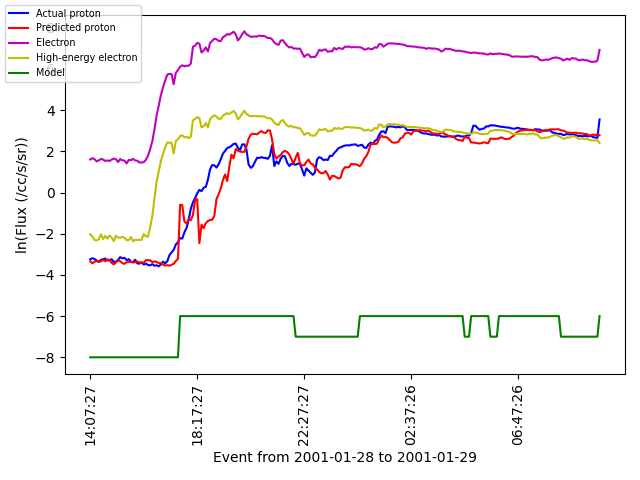 Actual proton
Predicted proton
Electron
High-energy electron
Model
4
2
0
−2
−4
−6
−8
ln(Flux (/cc/s/sr))
14:07:27
18:17:27
22:27:27
02:37:26
06:47:26
Event from 2001-01-28 to 2001-01-29